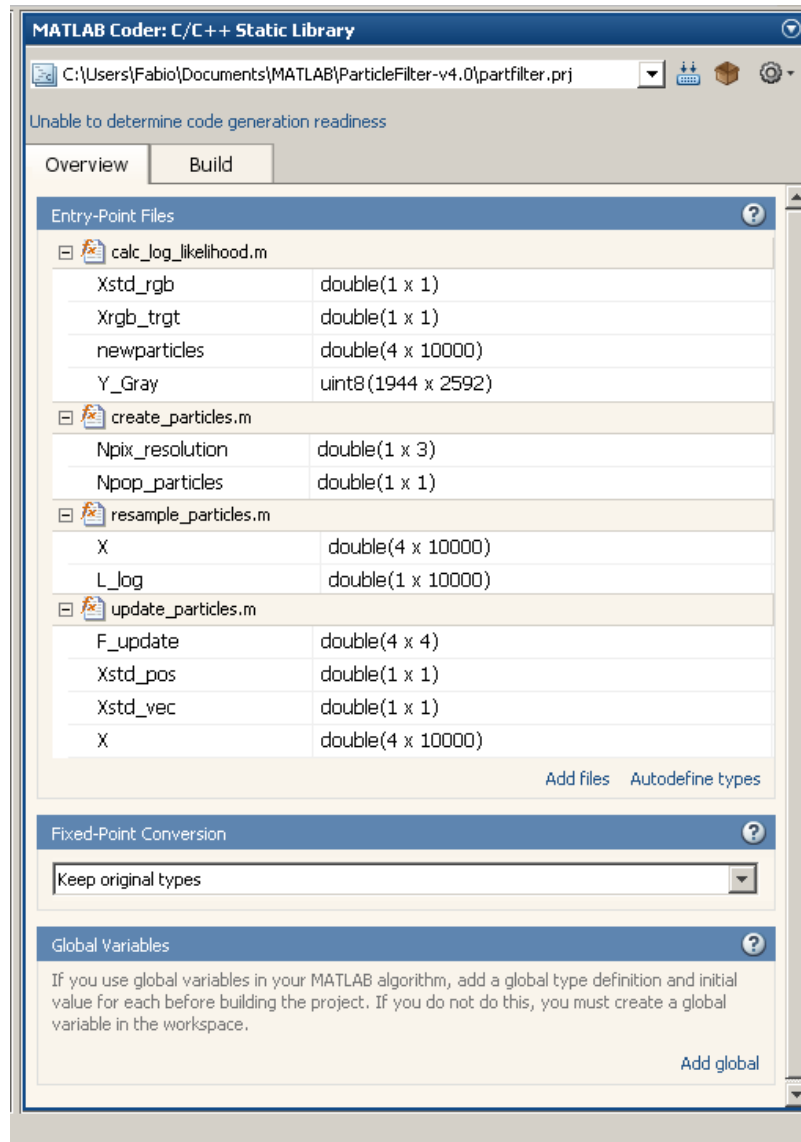 MATLAB Coder: C/C++ Static Library
C:\Users\Fabio\Documents\MATLAB\ParticleFilter-v4.0\partfilter.prj
Unable to determine code generation readiness
Overview Build
Entry-Point Files ?
calc_log_likelihood.m
Xstd_rgb double(1 x 1)
Xrgb_trgt double(1 x 1)
newparticles double(4 x 10000)
Y_Gray uint8(1944 x 2592)
create_particles.m
Npix_resolution double(1 x 3)
Npop_particles double(1 x 1)
resample_particles.m
X double(4 x 10000)
L_log double(1 x 10000)
update_particles.m
F_update double(4 x 4)
Xstd_pos double(1 x 1)
Xstd_vec double(1 x 1)
X double(4 x 10000)
Add files Autodefine types
Fixed-Point Conversion ?
Keep original types
Global Variables ?
If you use global variables in your MATLAB algorithm, add a global type definition and initial
value for each before building the project. If you do not do this, you must create a global
variable in the workspace.
Add global